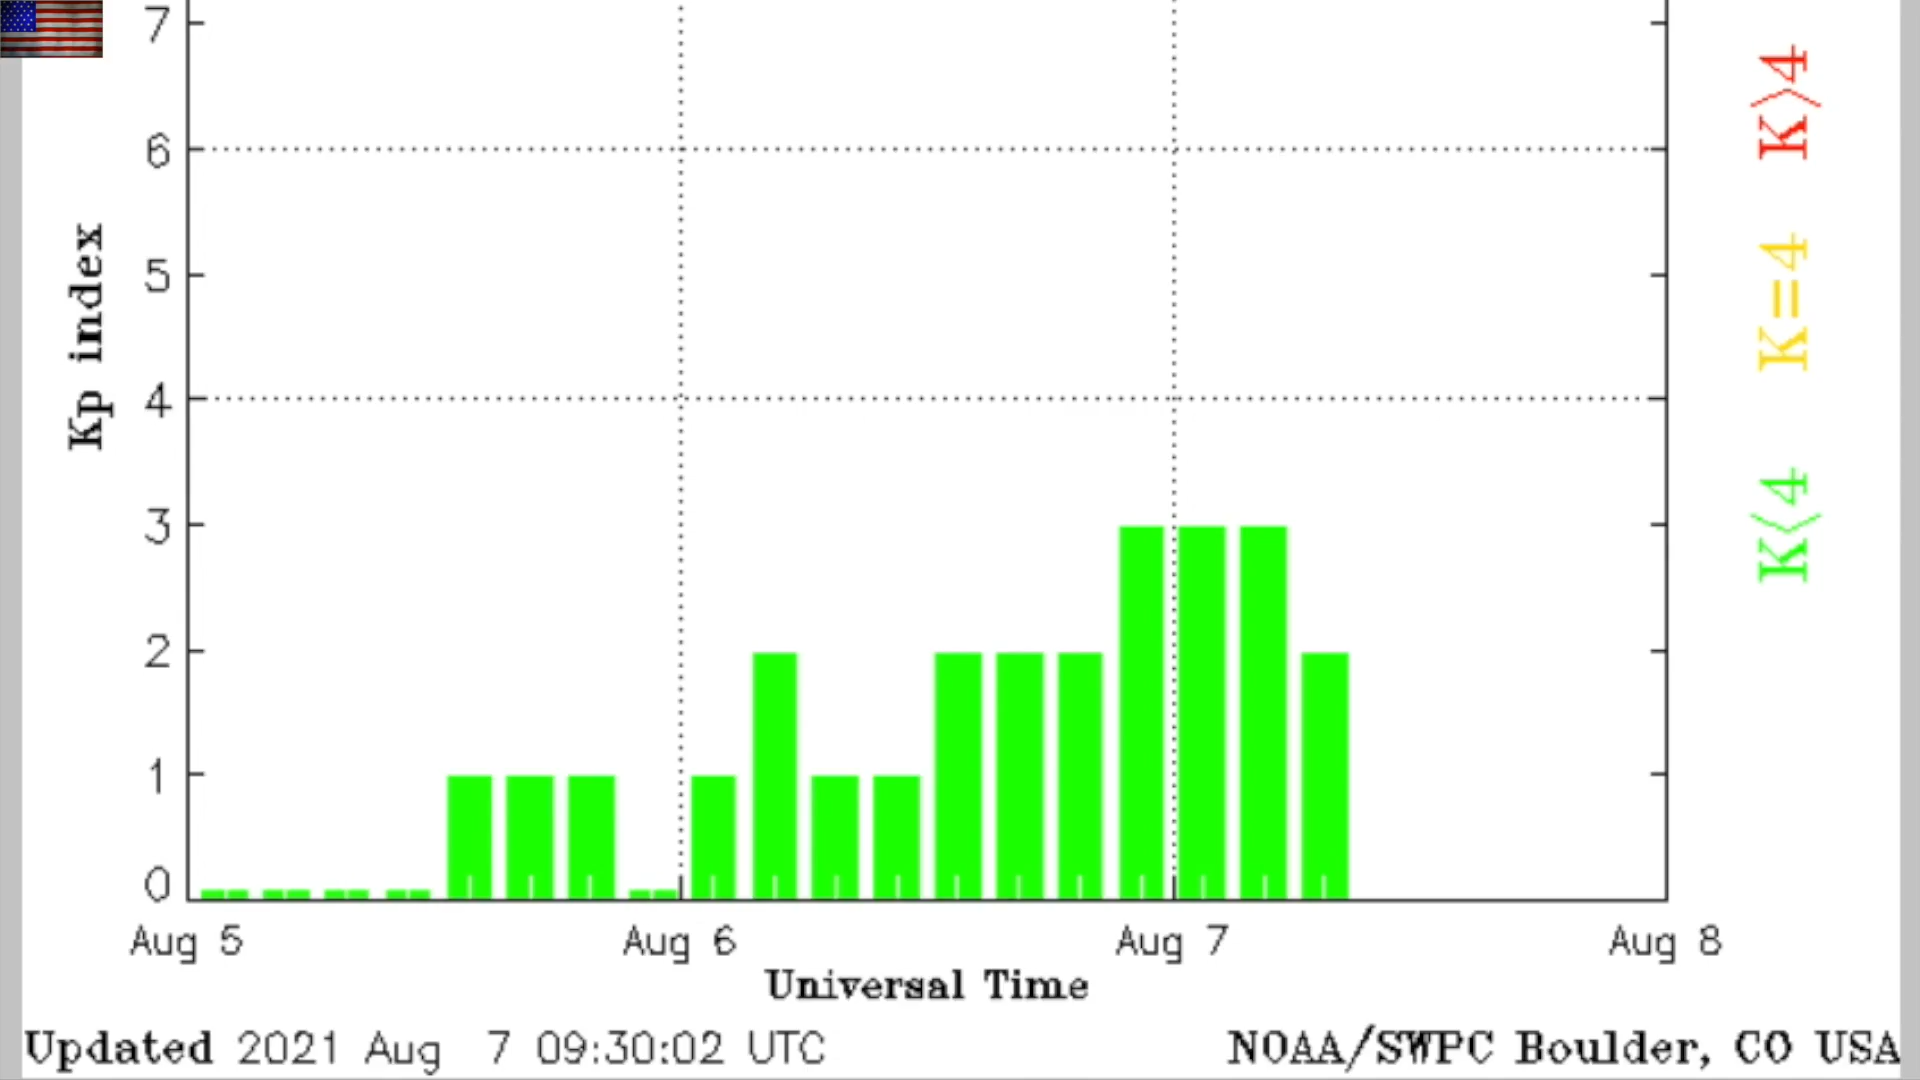 7
6
5
4
3
2
1
0
Kp index
K>4
K=4
K<4
Aug 5 Aug 6 Aug 7 Aug 8
Universal Time
Updated 2021 Aug 7 09:30:02 UTC NOAA/SWPC Boulder, CO USA